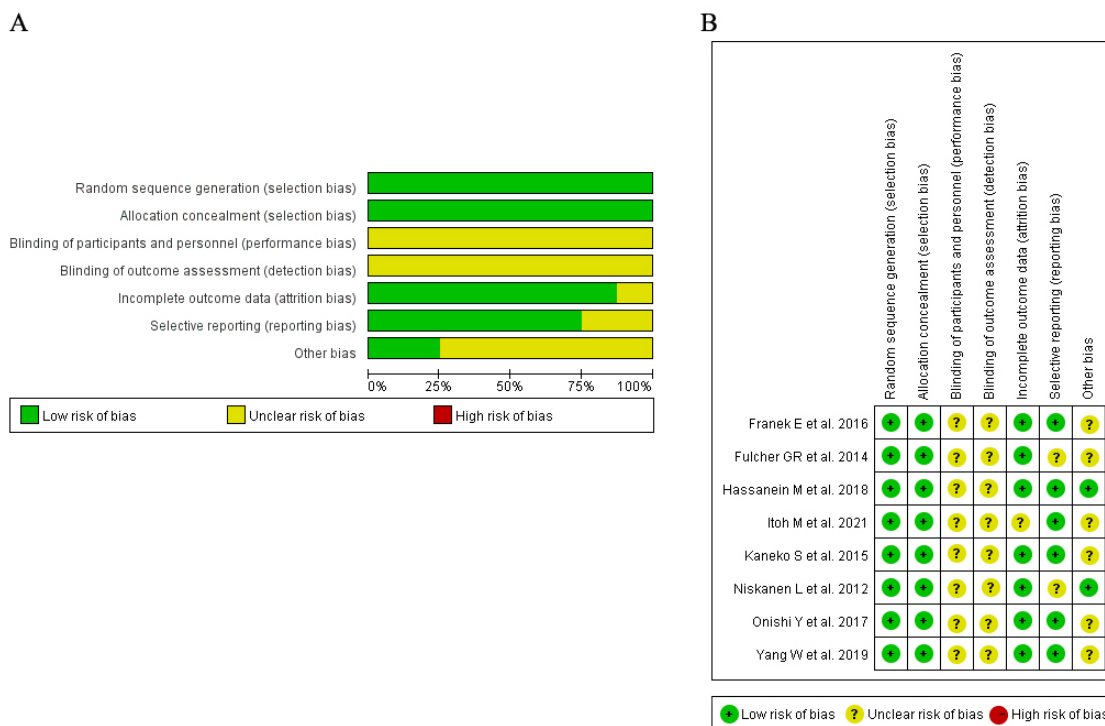 A
Random sequence generation (selection bias)
Allocation concealment (selection bias)
Blinding of participants and personnel (performance bias)
Blinding of outcome assessment (detection bias)
Incomplete outcome data (attrition bias)
Selective reporting (reporting bias)
Other bias
0% 25% 50% 75% 100%
Low risk of bias Unclear risk of bias High risk of bias
B
Random sequence generation (selection bias)
Allocation concealment (selection bias)
Blinding of participants and personnel (performance bias)
Blinding of outcome assessment (detection bias)
Incomplete outcome data (attrition bias)
Selective reporting (reporting bias)
Other bias
Franek E et al. 2016 + + ? ? + + ?
Fulcher GR et al. 2014 + + ? ? + ? ?
Hassanein M et al. 2018 + + ? ? + + +
Itoh M et al. 2021 + + ? ? ? + ?
Kaneko S et al. 2015 + + ? ? + + ?
Niskanen L et al. 2012 + + ? ? + ? +
Onishi Y et al. 2017 + + ? ? + + ?
Yang W et al. 2019 + + ? ? + + ?
+ Low risk of bias ? Unclear risk of bias - High risk of bias